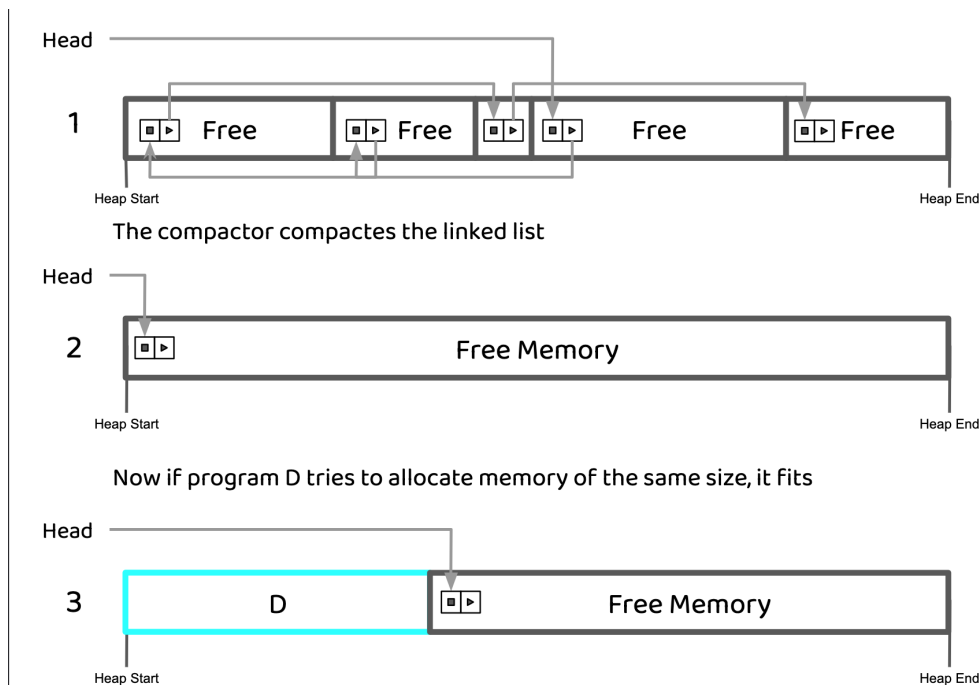 Head
1
Free
Free
Free
Free
Heap Start
Heap End
The compactor compactes the linked list
Head
2
Free Memory
Heap Start
Heap End
Now if program D tries to allocate memory of the same size, it fits
Head
3
D
Free Memory
Heap Start
Heap End